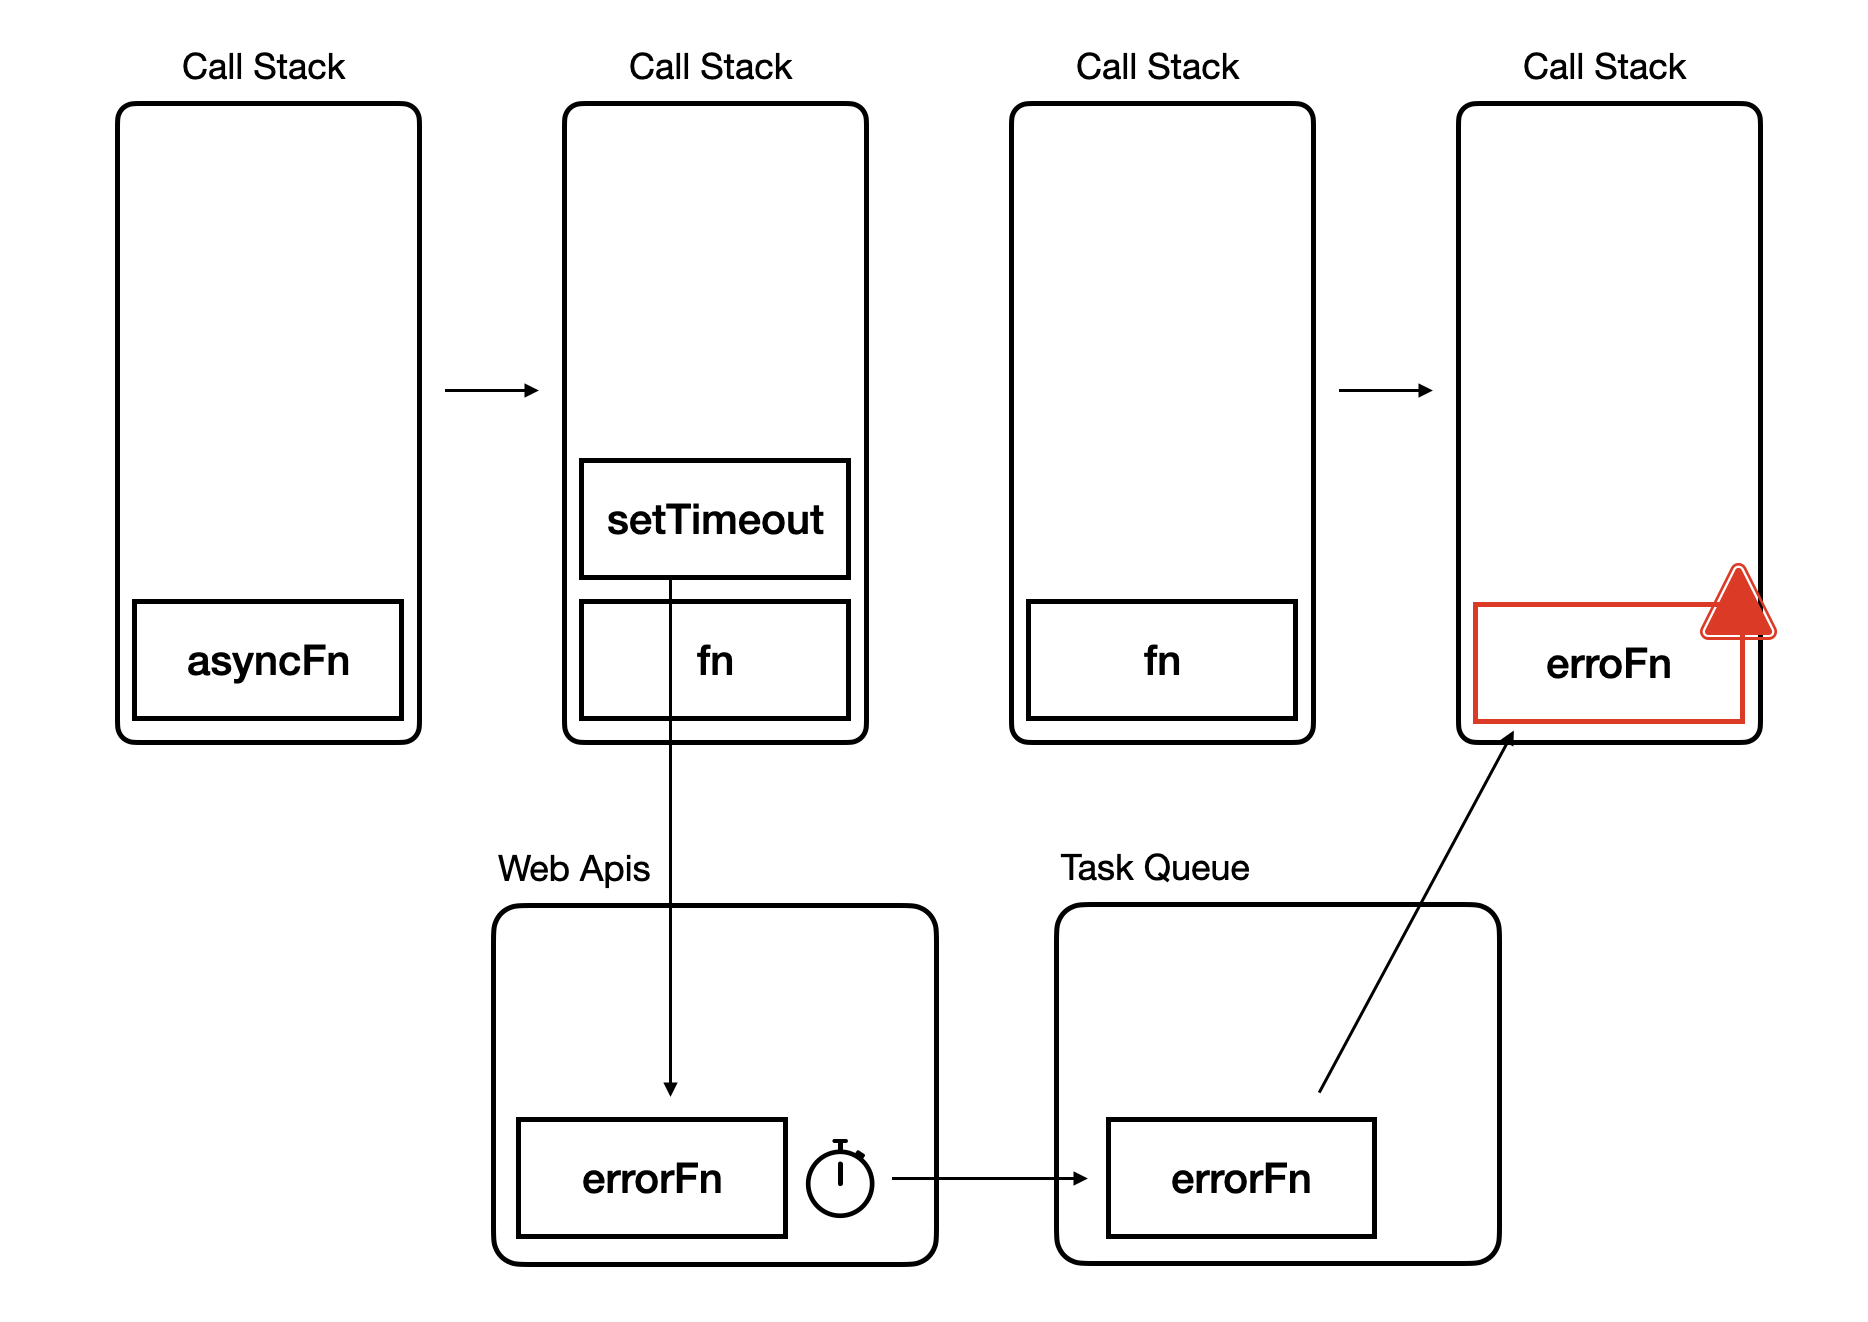 Call Stack
Call Stack
Call Stack
Call Stack
setTimeout
asyncFn
fn
fn
erroFn
Web Apis
Task Queue
errorFn
errorFn